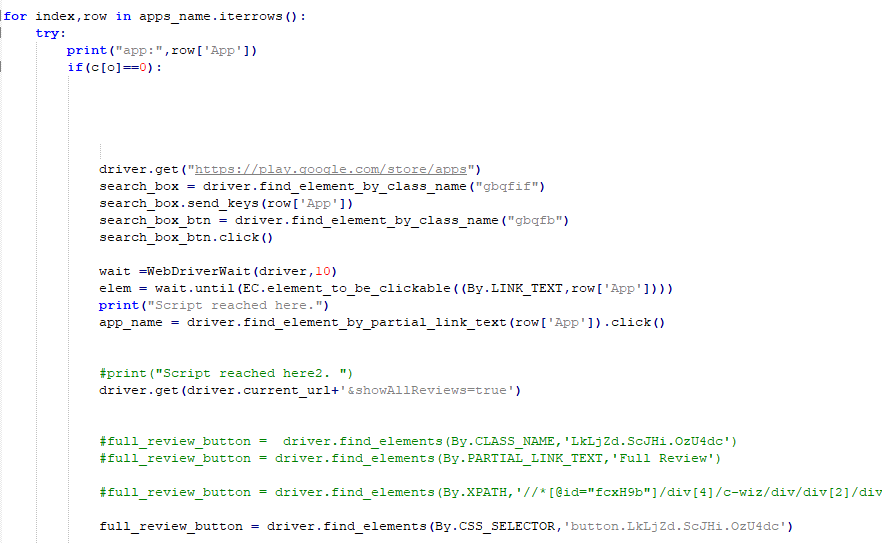 for index,row in apps_name.iterrows():
try:
print("app:",row['App'])
if(c[o]==0):
driver.get("https://play.google.com/store/apps")
search_box = driver.find_element_by_class_name("gbqfif")
search_box.send_keys(row['App'])
search_box_btn = driver.find_element_by_class_name("gbqfb")
search_box_btn.click()
wait =WebDriverWait(driver,10)
elem = wait.until(EC.element_to_be_clickable((By.LINK_TEXT,row['App'])))
print("Script reached here.")
app_name = driver.find_element_by_partial_link_text(row['App']).click()
#print("Script reached here2. ")
driver.get(driver.current_url+'&showAllReviews=true')
#full_review_button =  driver.find_elements(By.CLASS_NAME,'LkLjZd.ScJHi.OzU4dc')
#full_review_button = driver.find_elements(By.PARTIAL_LINK_TEXT,'Full Review')
#full_review_button = driver.find_elements(By.XPATH,'//*[@id="fcxH9b"]/div[4]/c-wiz/div/div[2]/div
full_review_button = driver.find_elements(By.CSS_SELECTOR,'button.LkLjZd.ScJHi.OzU4dc')